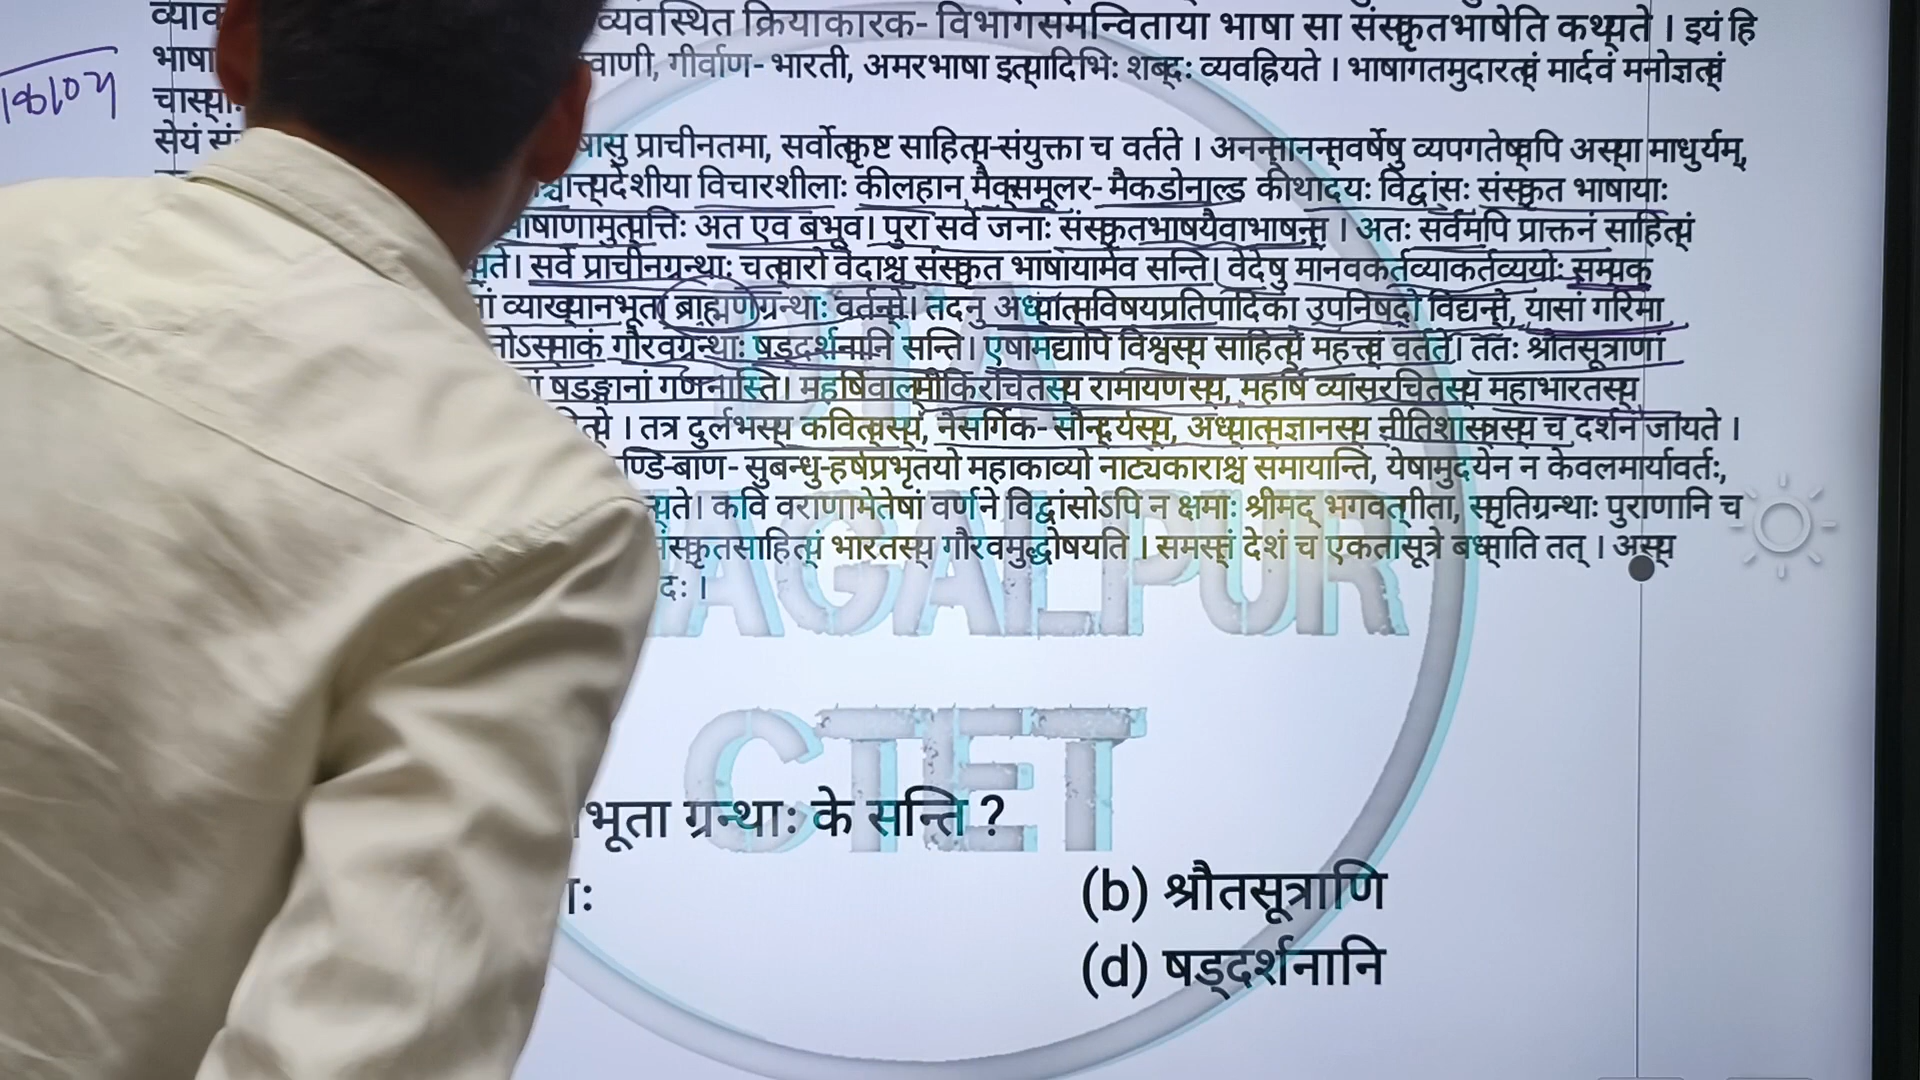 व्यवस्थित क्रियाकारक- विभागसमन्विताया भाषा सा संस्कृतभाषेति कथ्यते । इयं हि
भाषा वाणी, गीर्वाण- भारती, अमरभाषा इत्यादिभिः शब्दः व्यवह्रियते । भाषागतमुदारत्वं मार्दवं मनोज्ञत्वं
चास्याः
सेयं प्राचीनतमा, सर्वोत्कृष्ट साहित्य-संयुक्ता च वर्तते । अनन्तानन्तवर्षेषु व्यपगतेष्वपि अस्या माधुर्यम्,
विचारशीलाः कीलहान, मैक्समूलर- मैकडोनाल्ड कीथादयः विद्वांसः संस्कृत भाषायाः
अत एव बभूव। पुरा सर्वे जनाः संस्कृतभाषयैवाभाषन्त । अतः सर्वमपि प्राक्तनं साहित्यं
सर्वे प्राचीनग्रन्थाः चत्वारो वेदाश्च संस्कृत भाषायामेव सन्ति। वेदेषु मानवकर्तव्याकर्तव्ययोः सम्यक्
व्याख्यानभूता ब्राह्मणग्रन्थाः वर्तन्ते। तदनु अध्यात्मविषयप्रतिपादिका उपनिषदो विद्यन्ते, यासां गरिमा
गौरवग्रन्थाः षड्दर्शनानि सन्ति। एषामद्यापि विश्वस्य साहित्ये महत्त्वं वर्तते। ततः श्रौतसूत्राणां
षडङ्गानां गणनास्ति। महर्षिवाल्मीकिरचितस्य रामायणस्य, महर्षि व्यासरचितस्य महाभारतस्य
। तत्र दुर्लभस्य कवित्वस्य, नैसर्गिक- सौन्दर्यस्य, अध्यात्मज्ञानस्य नीतिशास्त्रस्य च दर्शनं जायते ।
सुबन्धु-हर्षप्रभृतयो महाकाव्यो नाट्यकाराश्च समायान्ति, येषामुदयेन न केवलमार्यावर्तः,
कवि वराणामेतेषां वर्णने विद्वांसोऽपि न क्षमाः श्रीमद् भगवत्गीता, स्मृतिग्रन्थाः पुराणानि च
भारतस्य गौरवमुद्घोषयति । समस्तं देशं च एकतासूत्रे बध्नाति तत् । अस्य
दः ।
BHAGALPUR
CTET
भूता ग्रन्थाः के सन्ति ?
(b) श्रौतसूत्राणि
(d) षड्दर्शनानि